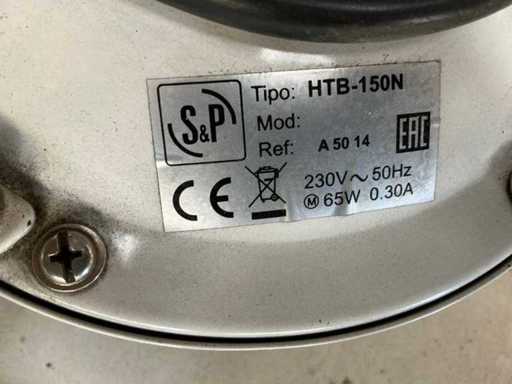 S&P
Tipo: HTB-150N
Mod:
Ref: A 50 14
EAC
CE
230V ~ 50Hz
Ⓜ 65W 0.30A